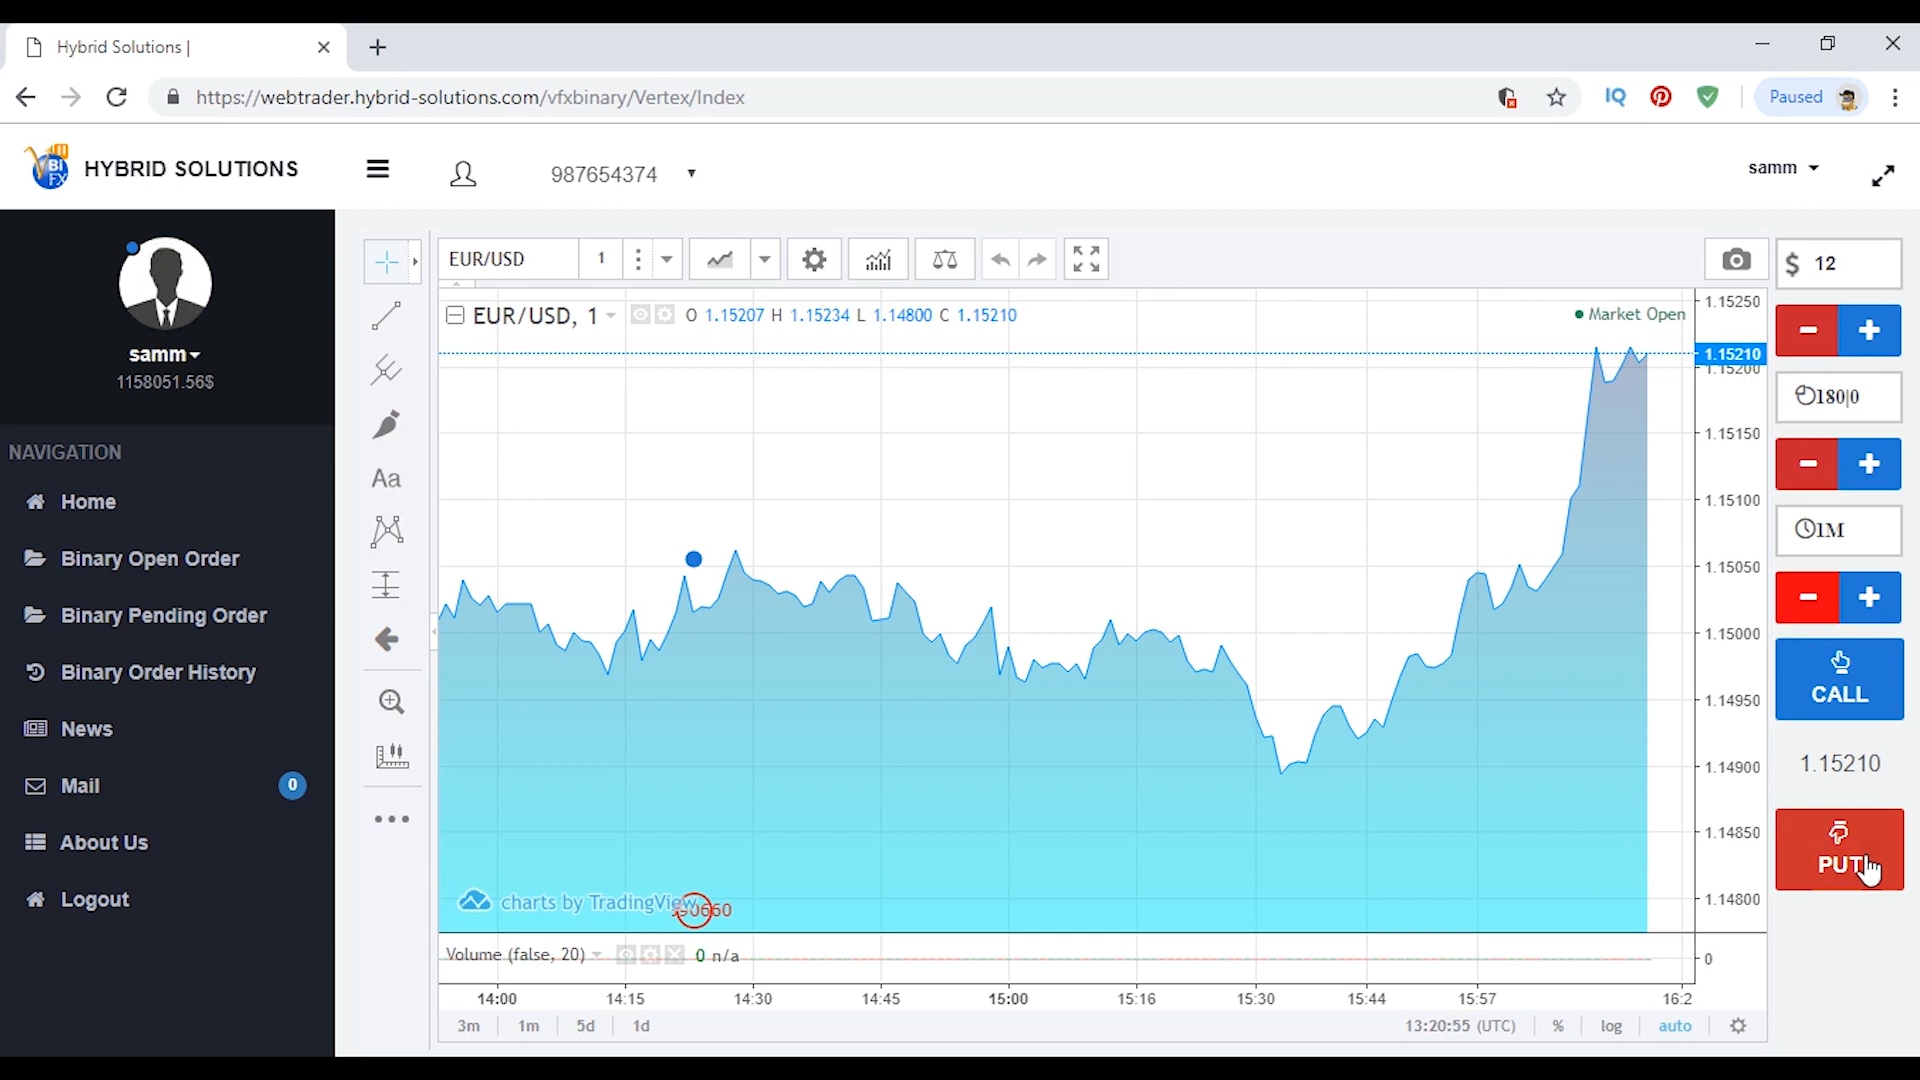 Hybrid Solutions |
https://webtrader.hybrid-solutions.com/vfxbinary/Vertex/Index
IQ
Paused
BI
FX
HYBRID SOLUTIONS
987654374
samm
samm
1158051.56$
NAVIGATION
Home
Binary Open Order
Binary Pending Order
Binary Order History
News
Mail
0
About Us
Logout
EUR/USD
1
Aa
EUR/USD, 1
O 1.15207 H 1.15234 L 1.14800 C 1.15210
Market Open
1.15250
1.15210
1.15200
1.15150
1.15100
1.15050
1.15000
1.14950
1.14900
1.14850
1.14800
charts by TradingView
Volume (false, 20)
0 n/a
0
14:00
14:15
14:30
14:45
15:00
15:16
15:30
15:44
15:57
16:2
3m
1m
5d
1d
13:20:55 (UTC)
%
log
auto
$ 12
180|0
1M
CALL
1.15210
PUT